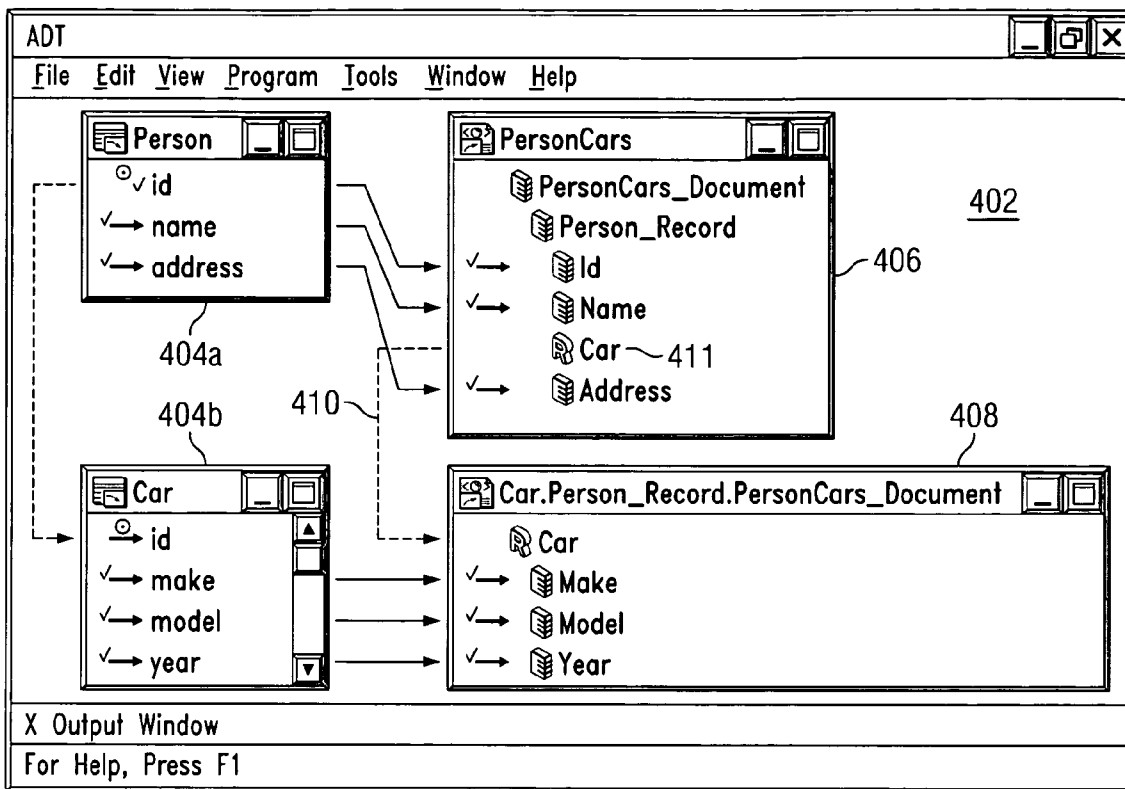 ADT
File Edit View Program Tools Window Help
Person
id
name
address
404a
PersonCars
PersonCars_Document
Person_Record
Id
Name
Car
411
Address
402
406
410
404b
Car
id
make
model
year
408
Car.Person_Record.PersonCars_Document
Car
Make
Model
Year
X Output Window
For Help, Press F1